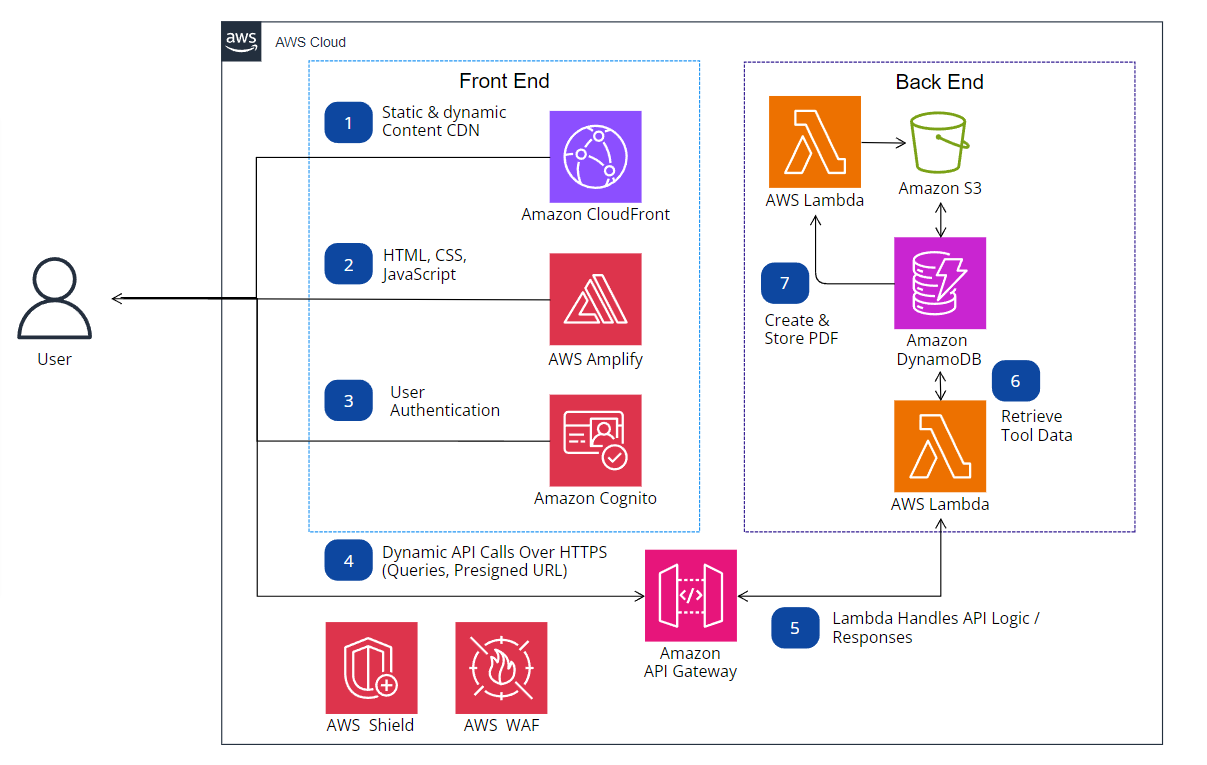 aws
AWS Cloud
Front End
1
Static & dynamic
Content CDN
Amazon CloudFront
2
HTML, CSS,
JavaScript
AWS Amplify
3
User
Authentication
Amazon Cognito
User
Back End
AWS Lambda
Amazon S3
7
Create &
Store PDF
Amazon
DynamoDB
6
Retrieve
Tool Data
AWS Lambda
4
Dynamic API Calls Over HTTPS
(Queries, Presigned URL)
</>
Amazon
API Gateway
5
Lambda Handles API Logic /
Responses
AWS Shield
AWS WAF